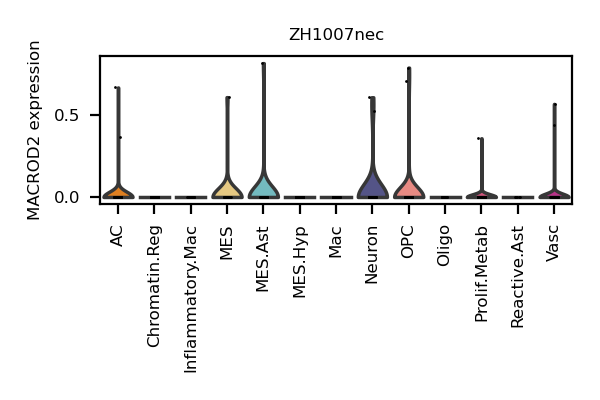 ZH1007nec
MACROD2 expression
0.5
0.0
AC
Chromatin.Reg
Inflammatory.Mac
MES
MES.Ast
MES.Hyp
Mac
Neuron
OPC
Oligo
Prolif.Metab
Reactive.Ast
Vasc